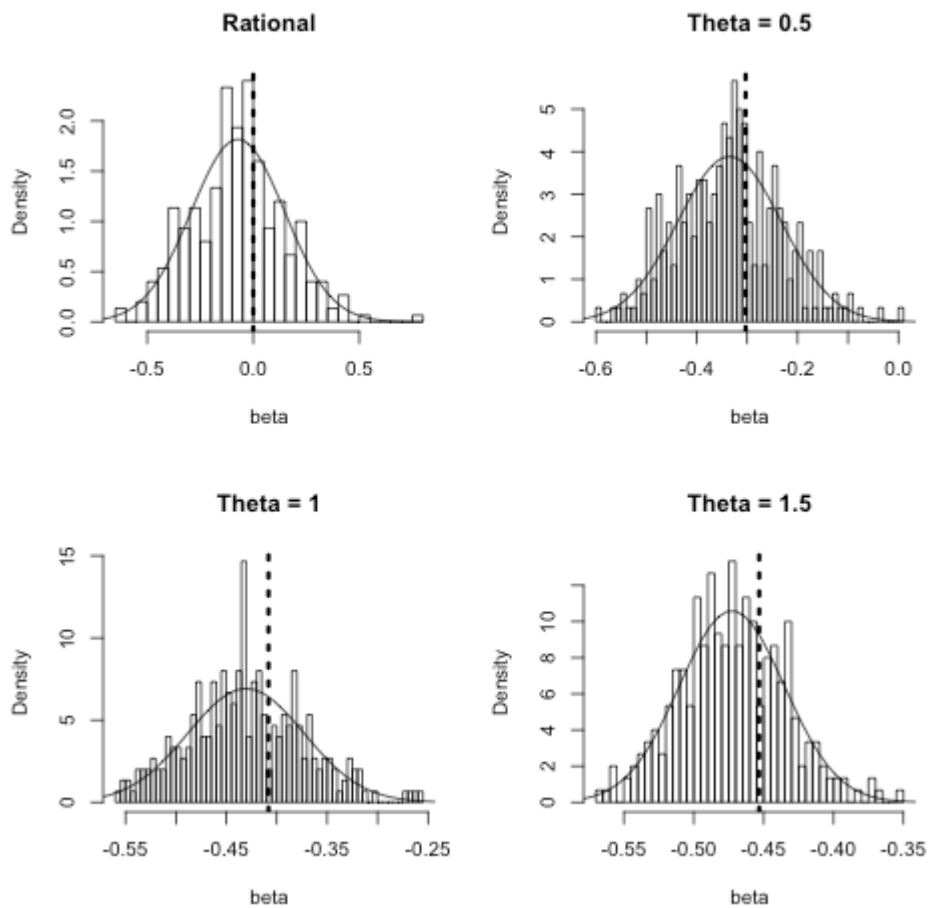 Rational
Density
0.0 0.5 1.0 1.5 2.0
-0.5 0.0 0.5
beta
Theta = 0.5
Density
0 1 2 3 4 5
-0.6 -0.4 -0.2 0.0
beta
Theta = 1
Density
0 5 10 15
-0.55 -0.45 -0.35 -0.25
beta
Theta = 1.5
Density
0 2 4 6 8 10
-0.55 -0.50 -0.45 -0.40 -0.35
beta